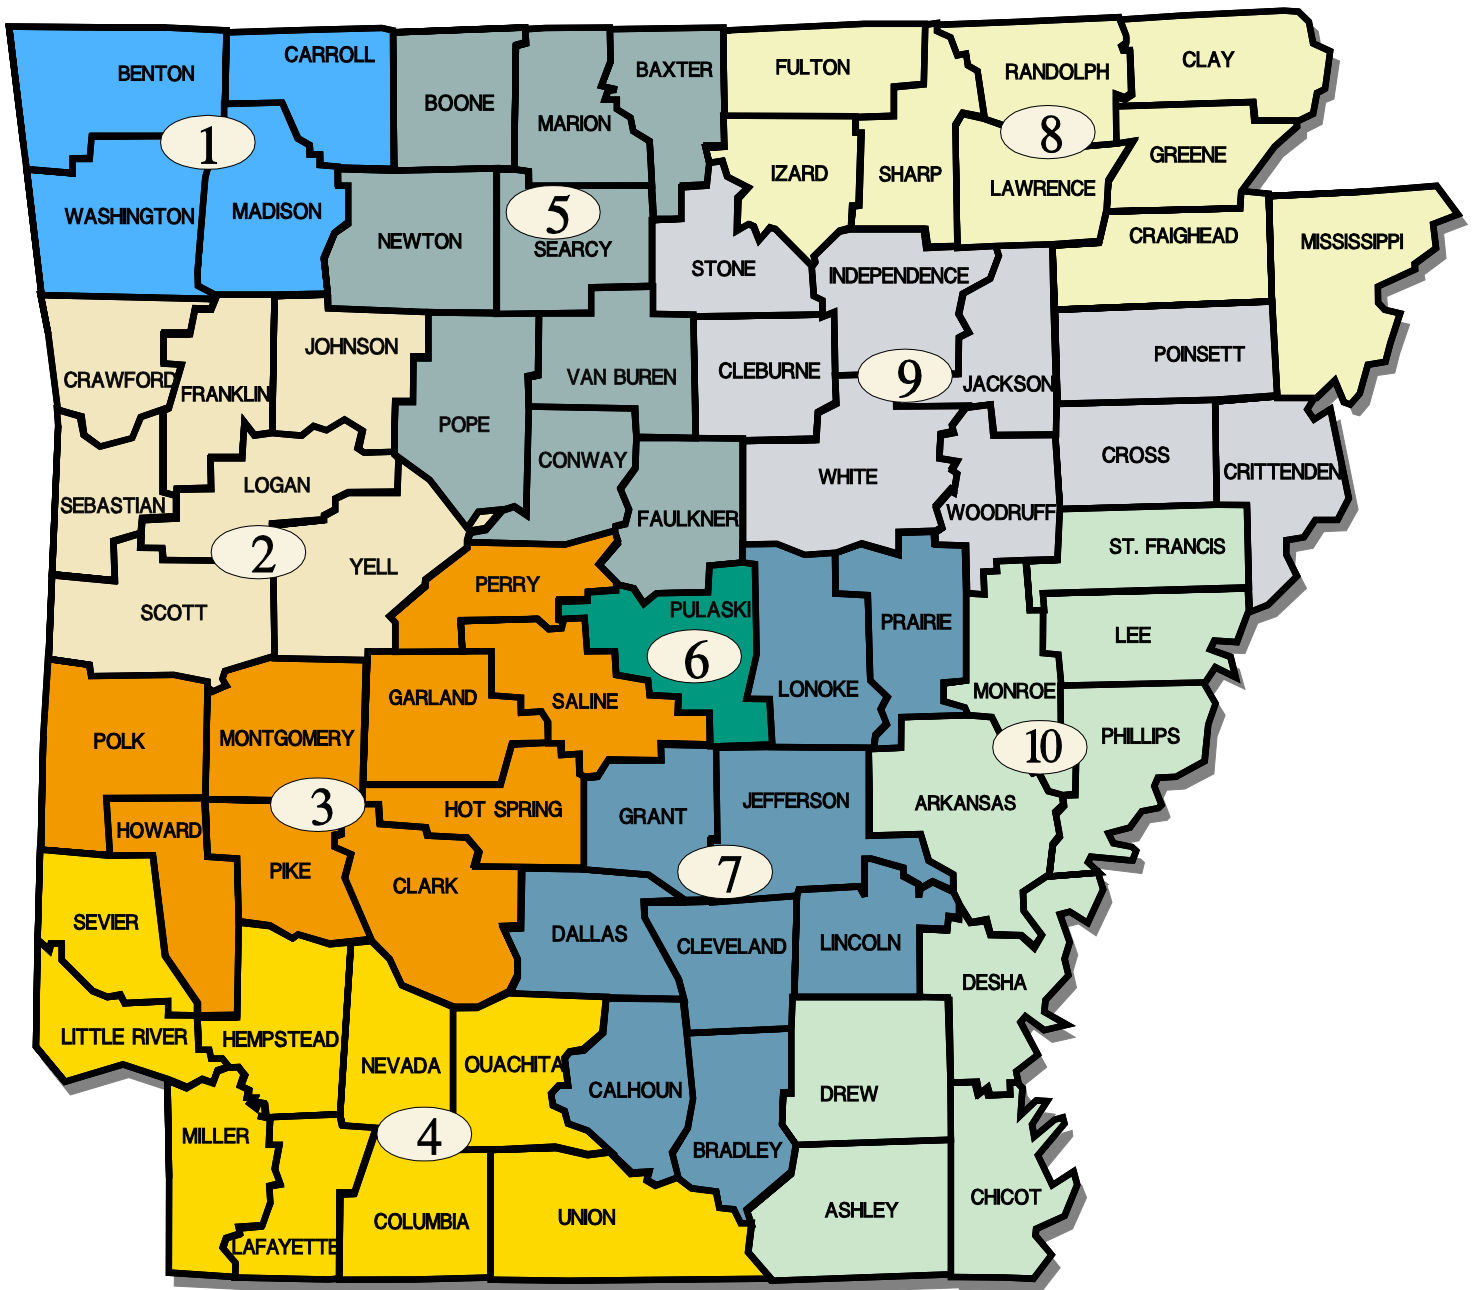 BENTON
CARROLL
BOONE
MARION
BAXTER
FULTON
RANDOLPH
CLAY
1
8
IZARD
SHARP
LAWRENCE
GREENE
WASHINGTON
MADISON
NEWTON
5
SEARCY
STONE
INDEPENDENCE
CRAIGHEAD
MISSISSIPPI
CRAWFORD
FRANKLIN
JOHNSON
POPE
VAN BUREN
CLEBURNE
9
JACKSON
POINSETT
SEBASTIAN
LOGAN
CONWAY
FAULKNER
WHITE
WOODRUFF
CROSS
CRITTENDEN
2
SCOTT
YELL
PERRY
PULASKI
6
PRAIRIE
ST. FRANCIS
LEE
POLK
MONTGOMERY
GARLAND
SALINE
LONOKE
MONROE
10
PHILLIPS
HOWARD
3
PIKE
HOT SPRING
CLARK
GRANT
JEFFERSON
ARKANSAS
7
SEVIER
DALLAS
CLEVELAND
LINCOLN
DESHA
LITTLE RIVER
HEMPSTEAD
NEVADA
OUACHITA
CALHOUN
DREW
MILLER
4
BRADLEY
LAFAYETTE
COLUMBIA
UNION
ASHLEY
CHICOT